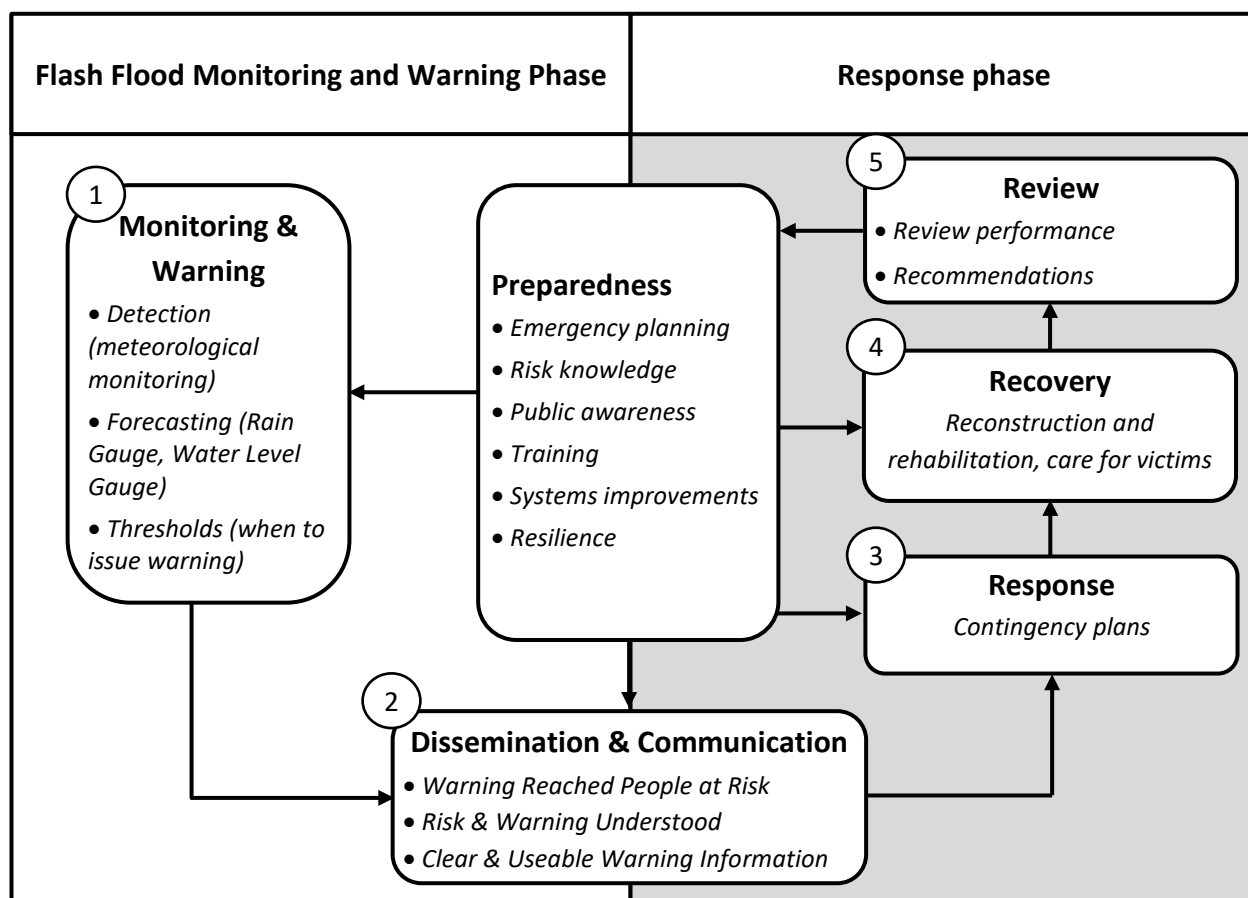 Flash Flood Monitoring and Warning Phase
Response phase
1
Monitoring &
Warning
• Detection
(meteorological
monitoring)
• Forecasting (Rain
Gauge, Water Level
Gauge)
• Thresholds (when to
issue warning)
Preparedness
• Emergency planning
• Risk knowledge
• Public awareness
• Training
• Systems improvements
• Resilience
2
Dissemination & Communication
• Warning Reached People at Risk
• Risk & Warning Understood
• Clear & Useable Warning Information
5
Review
• Review performance
• Recommendations
4
Recovery
Reconstruction and
rehabilitation, care for victims
3
Response
Contingency plans